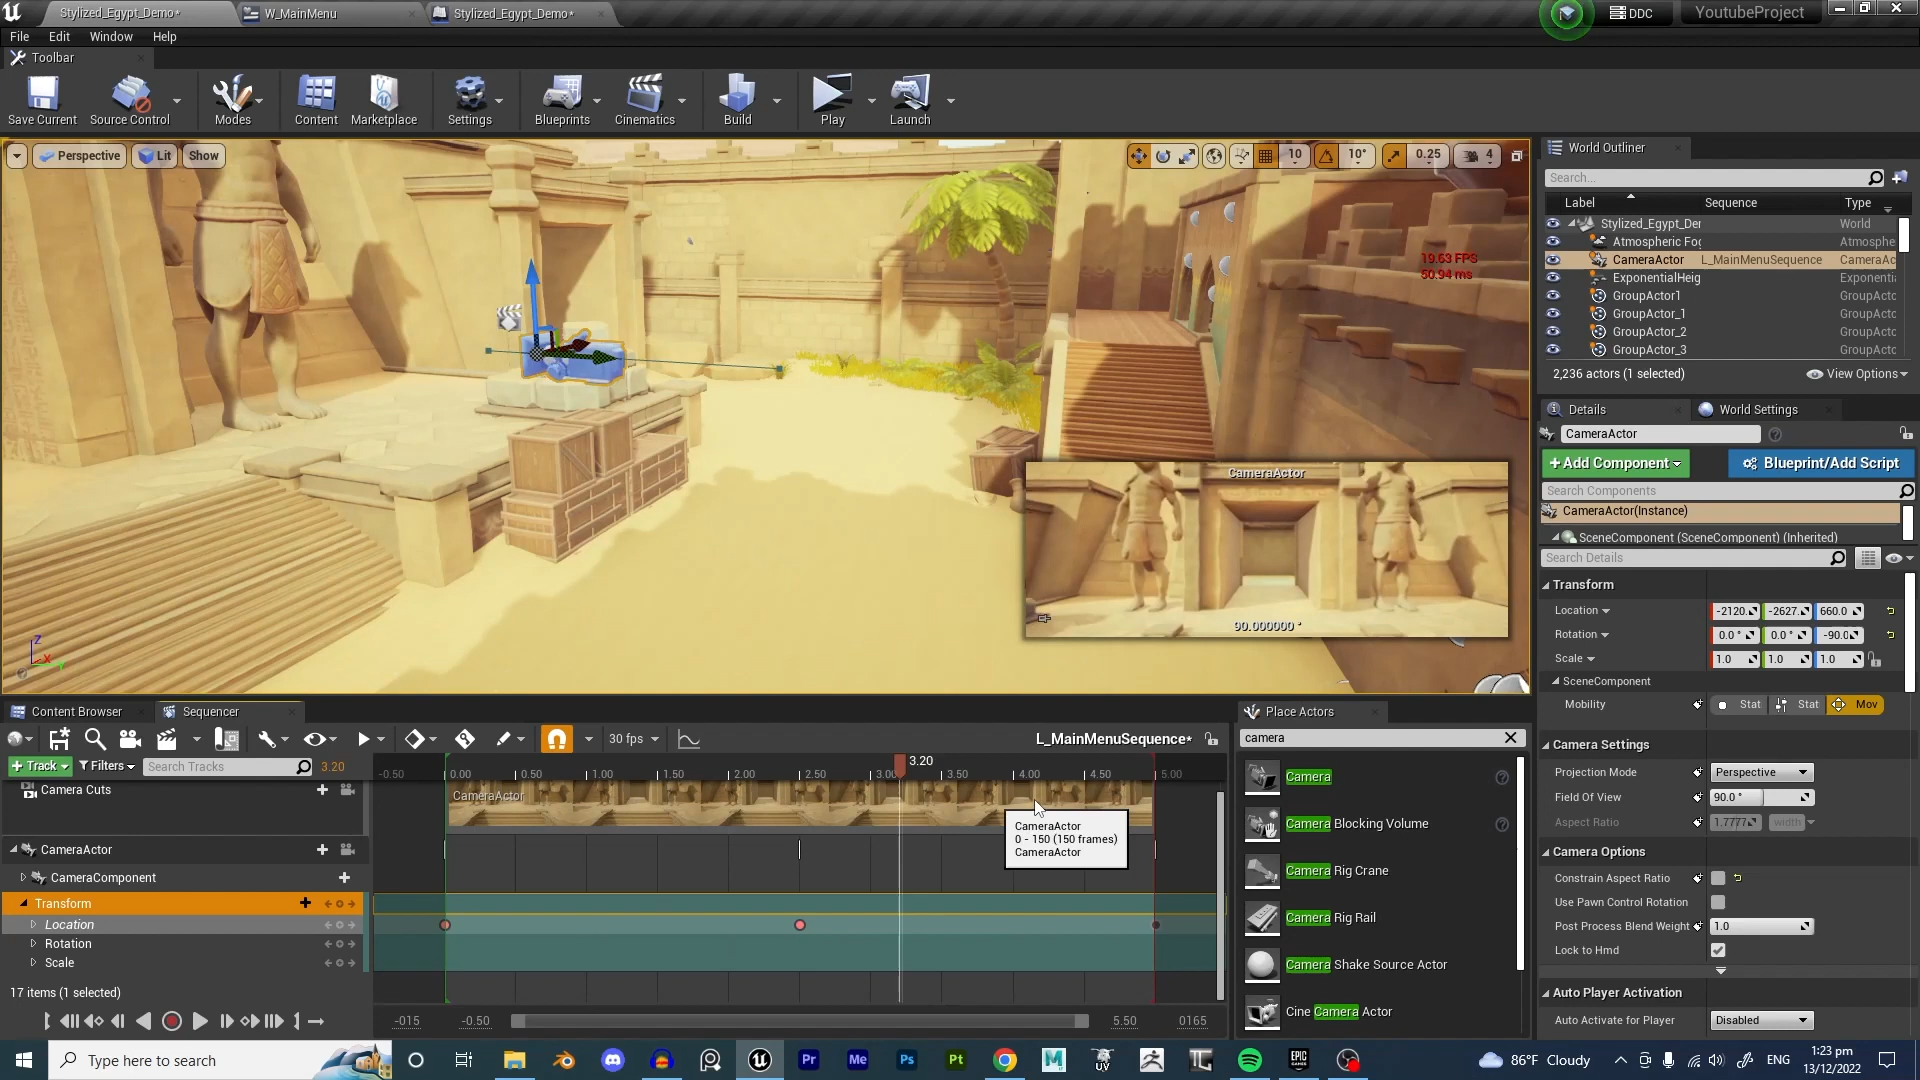 Stylized_Egypt_Demo*
W_MainMenu
Stylized_Egypt_Demo*
DDC
YoutubeProject
File
Edit
Window
Help
Toolbar
Save Current
Source Control
Modes
Content
Marketplace
Settings
Blueprints
Cinematics
Build
Play
Launch
Perspective
Lit
Show
10
10°
0.25
4
19.63 FPS
50.94 ms
CameraActor
90.000000 °
World Outliner
Search...
Label
Sequence
Type
Stylized_Egypt_Der
World
Atmospheric Fog
Atmosphe
CameraActor
L_MainMenuSequence
CameraAc
ExponentialHeig
Exponentia
GroupActor1
GroupActo
GroupActor_1
GroupActo
GroupActor_2
GroupActo
GroupActor_3
GroupActo
2,236 actors (1 selected)
View Options
Details
World Settings
CameraActor
+Add Component
Blueprint/Add Script
Search Components
CameraActor(Instance)
SceneComponent (SceneComponent) (Inherited)
Search Details
Transform
Location
-2120.
-2627.
660.0
Rotation
0.0 °
0.0 °
-90.0
Scale
1.0
1.0
1.0
SceneComponent
Mobility
Stat
Stat
Mov
Camera Settings
Projection Mode
Perspective
Field Of View
90.0 °
Aspect Ratio
1.7777
width
Camera Options
Constrain Aspect Ratio
Use Pawn Control Rotation
Post Process Blend Weight
1.0
Lock to Hmd
Auto Player Activation
Auto Activate for Player
Disabled
Content Browser
Sequencer
30 fps
L_MainMenuSequence*
+ Track
Filters
Search Tracks
3.20
-0.50
0.00
0.50
1.00
1.50
2.00
2.50
3.00
3.20
3.50
4.00
4.50
5.00
Camera Cuts
CameraActor
CameraActor
0 - 150 (150 frames)
CameraActor
CameraActor
CameraComponent
Transform
Location
Rotation
Scale
17 items (1 selected)
-015
-0.50
5.50
0165
Place Actors
camera
Camera
Camera Blocking Volume
Camera Rig Crane
Camera Rig Rail
Camera Shake Source Actor
Cine Camera Actor
Type here to search
Pr
Me
Ps
Pt
UV
EPIC
86°F Cloudy
ENG
1:23 pm
13/12/2022